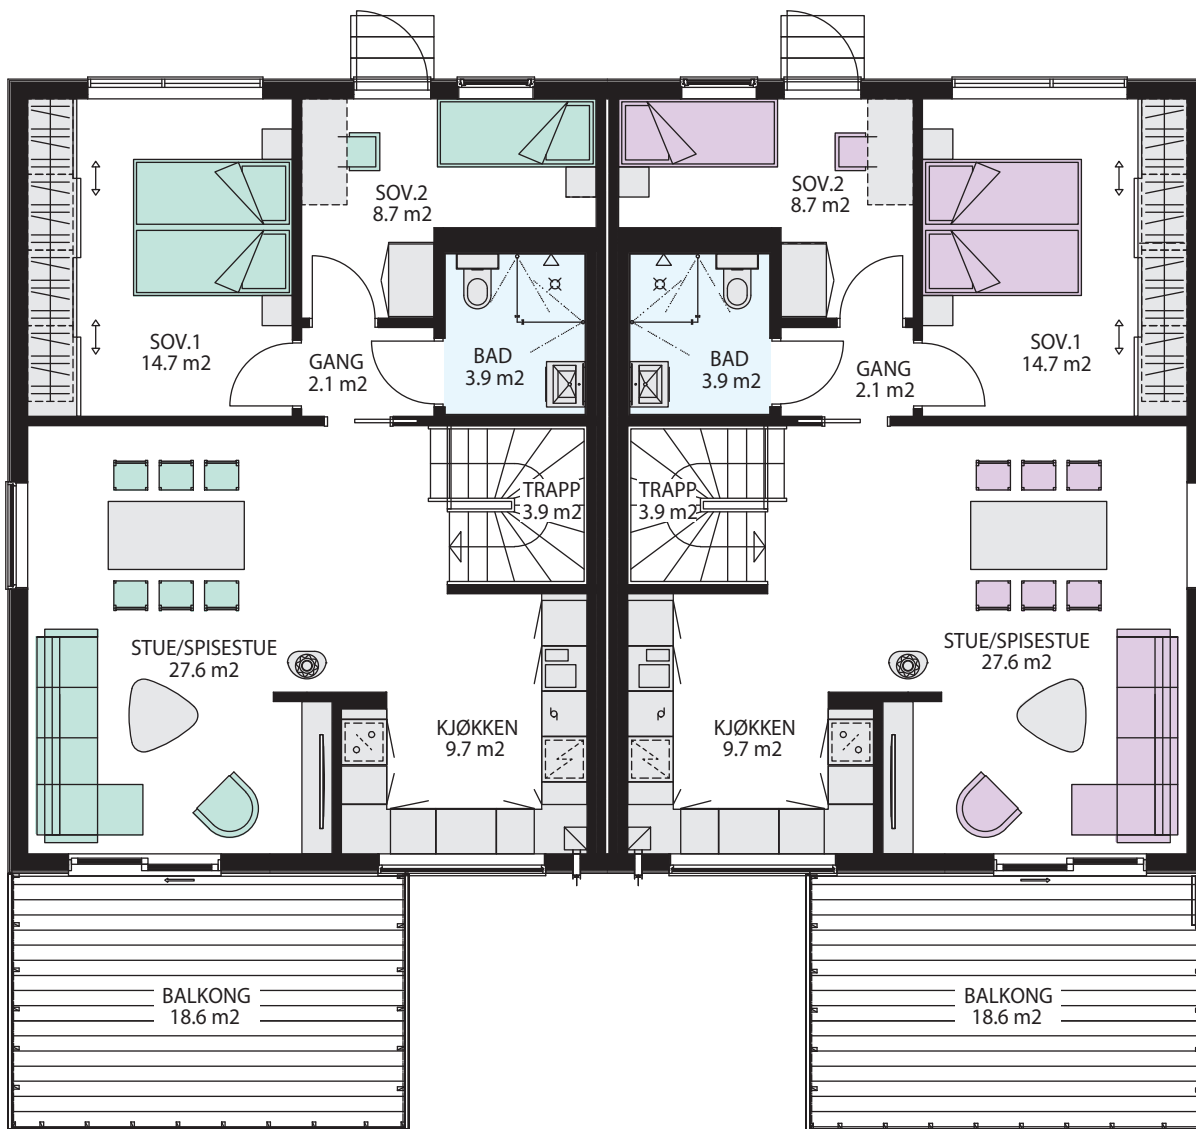 SOV.2
8.7 m2
SOV.2
8.7 m2
SOV.1
14.7 m2
GANG
2.1 m2
BAD
3.9 m2
BAD
3.9 m2
GANG
2.1 m2
SOV.1
14.7 m2
TRAPP
3.9 m2
TRAPP
3.9 m2
STUE/SPISESTUE
27.6 m2
STUE/SPISESTUE
27.6 m2
KJØKKEN
9.7 m2
KJØKKEN
9.7 m2
BALKONG
18.6 m2
BALKONG
18.6 m2